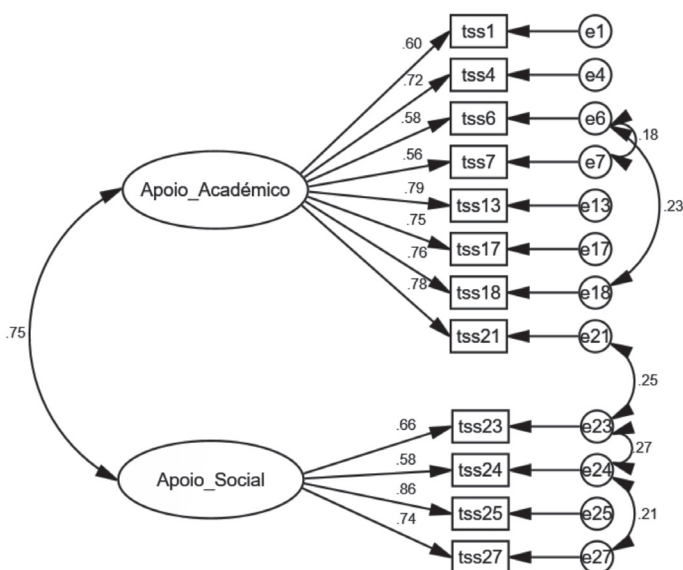 tss1
e1
.60
tss4
e4
.72
tss6
e6
.58
.18
tss7
e7
.56
Apoio_Académico
.79
tss13
e13
.23
.75
tss17
e17
.76
tss18
e18
.78
tss21
e21
.75
.25
.66
tss23
e23
.27
.58
tss24
e24
Apoio_Social
.86
tss25
e25
.21
.74
tss27
e27